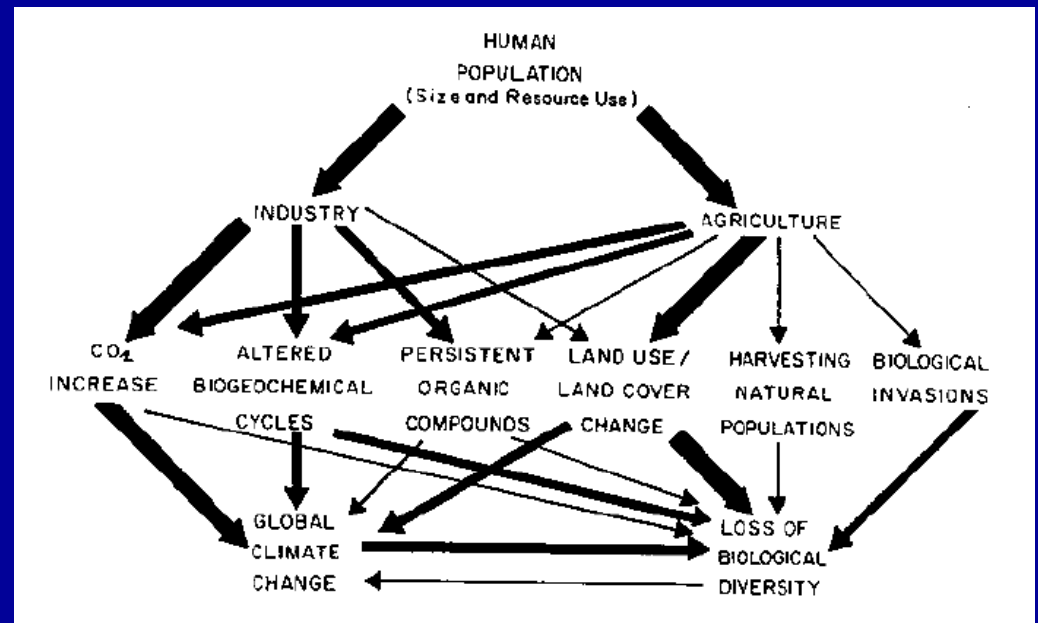 HUMAN
POPULATION
(Size and Resource Use)
INDUSTRY
AGRICULTURE
CO2
INCREASE
ALTERED
BIOGEOCHEMICAL
CYCLES
PERSISTENT
ORGANIC
COMPOUNDS
LAND USE/
LAND COVER
CHANGE
HARVESTING
NATURAL
POPULATIONS
BIOLOGICAL
INVASIONS
GLOBAL
CLIMATE
CHANGE
LOSS OF
BIOLOGICAL
DIVERSITY